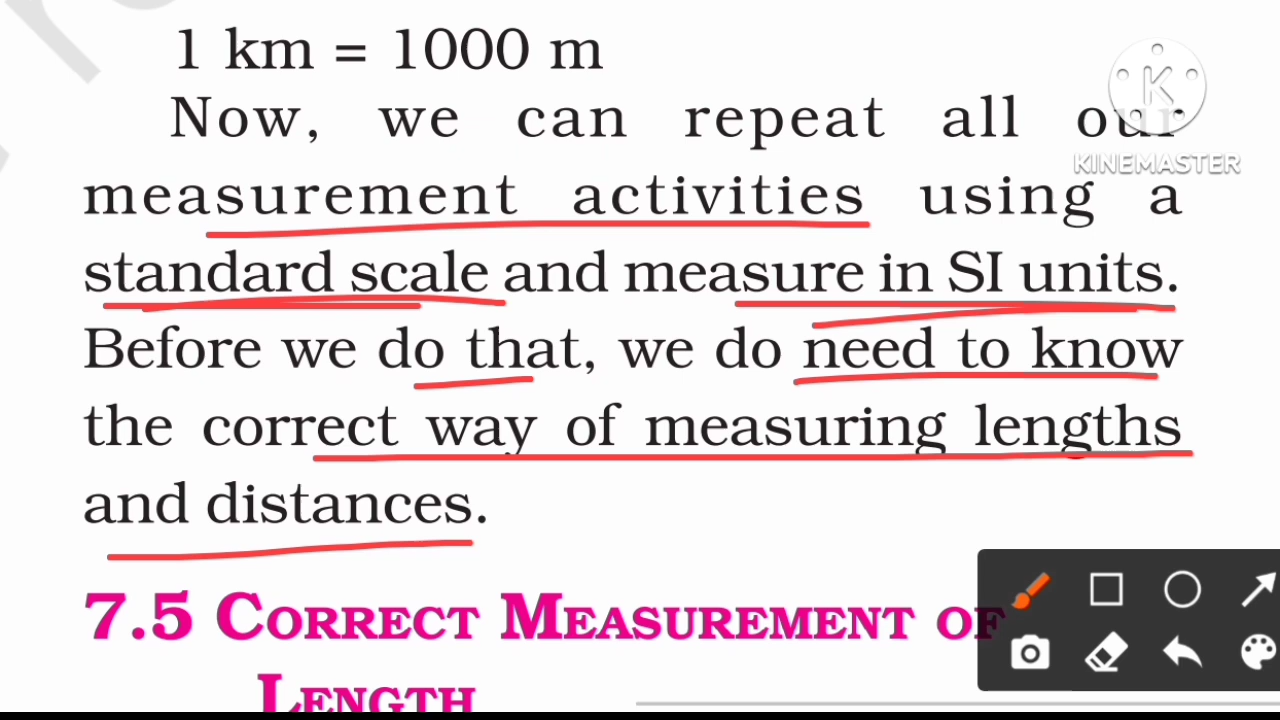 1 km = 1000 m
Now, we can repeat all our
measurement activities using a
standard scale and measure in SI units.
Before we do that, we do need to know
the correct way of measuring lengths
and distances.
7.5 CORRECT MEASUREMENT OF
LENGTH
K
KINEMASTER